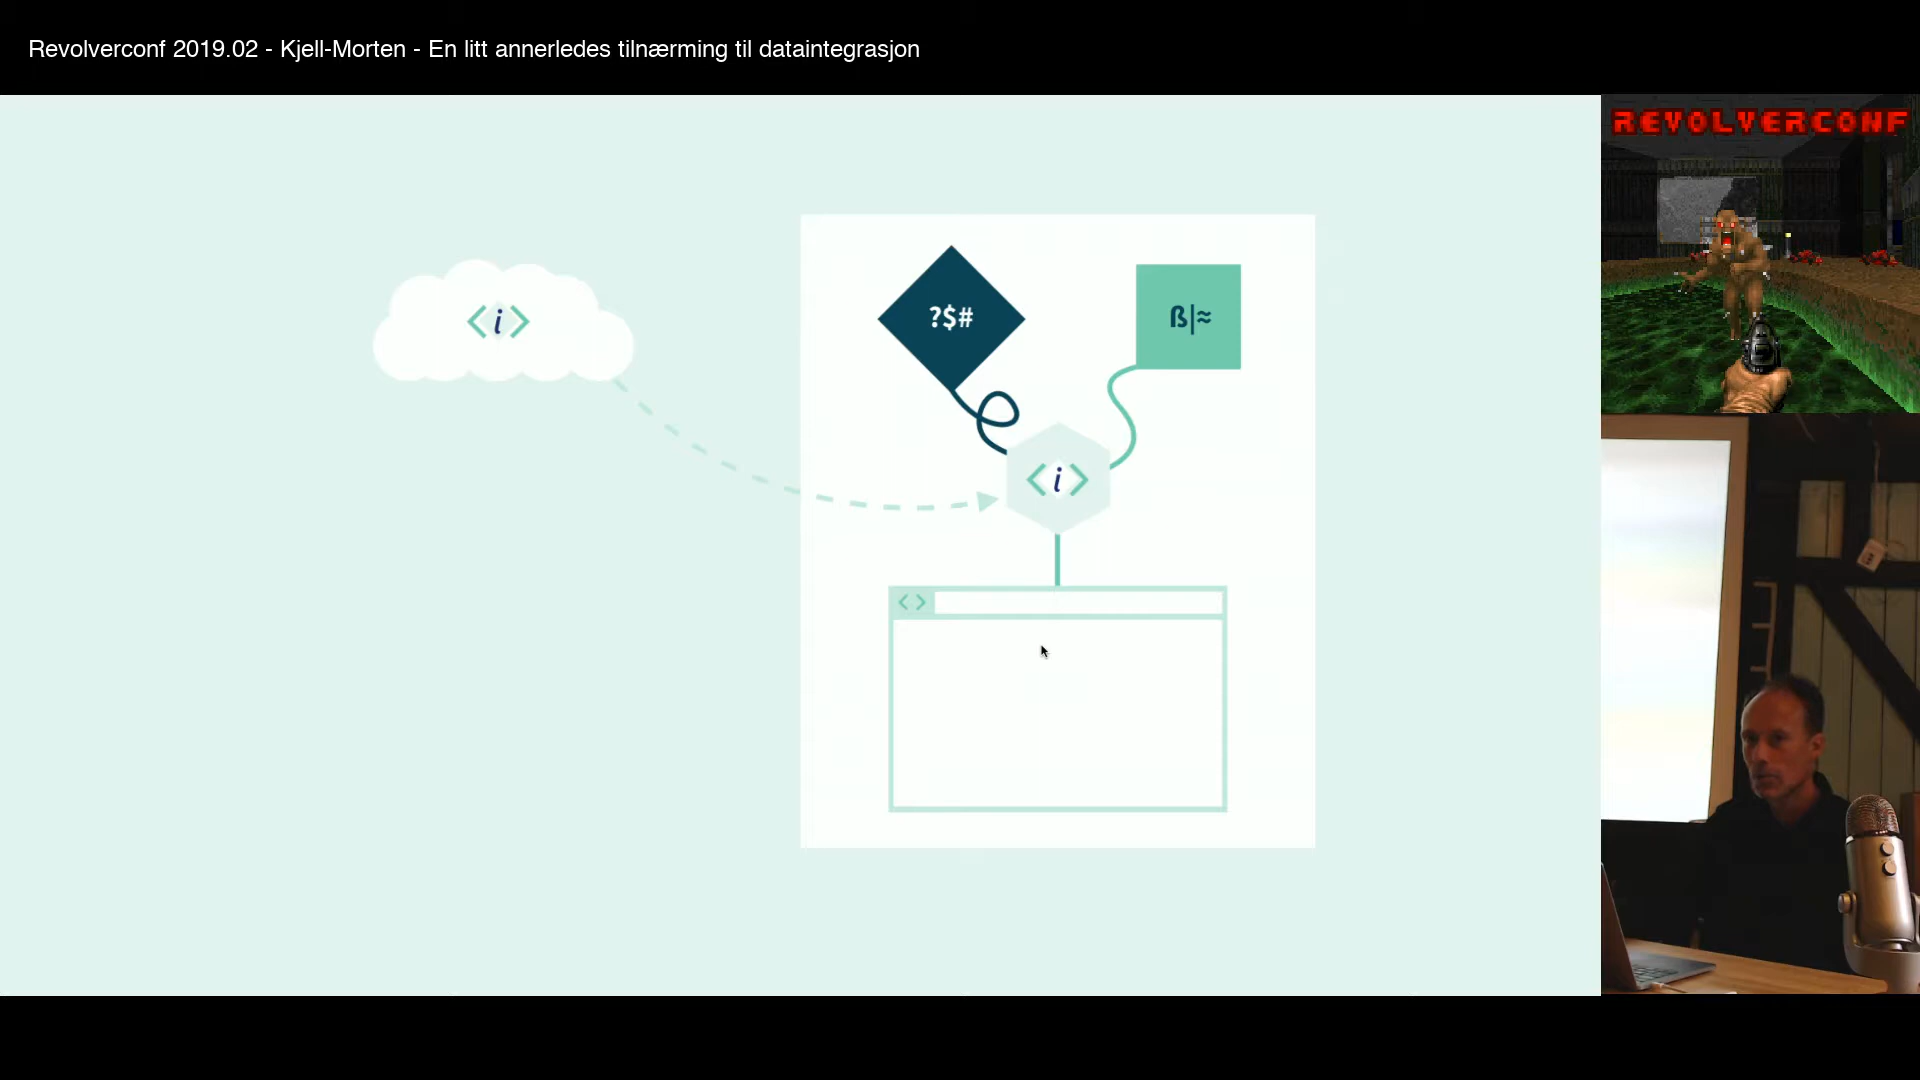 Revolverconf 2019.02 - Kjell-Morten - En litt annerledes tilnærming til dataintegrasjon
REVOLVERCONF
<i>
?$#
ß|≈
<i>
<>